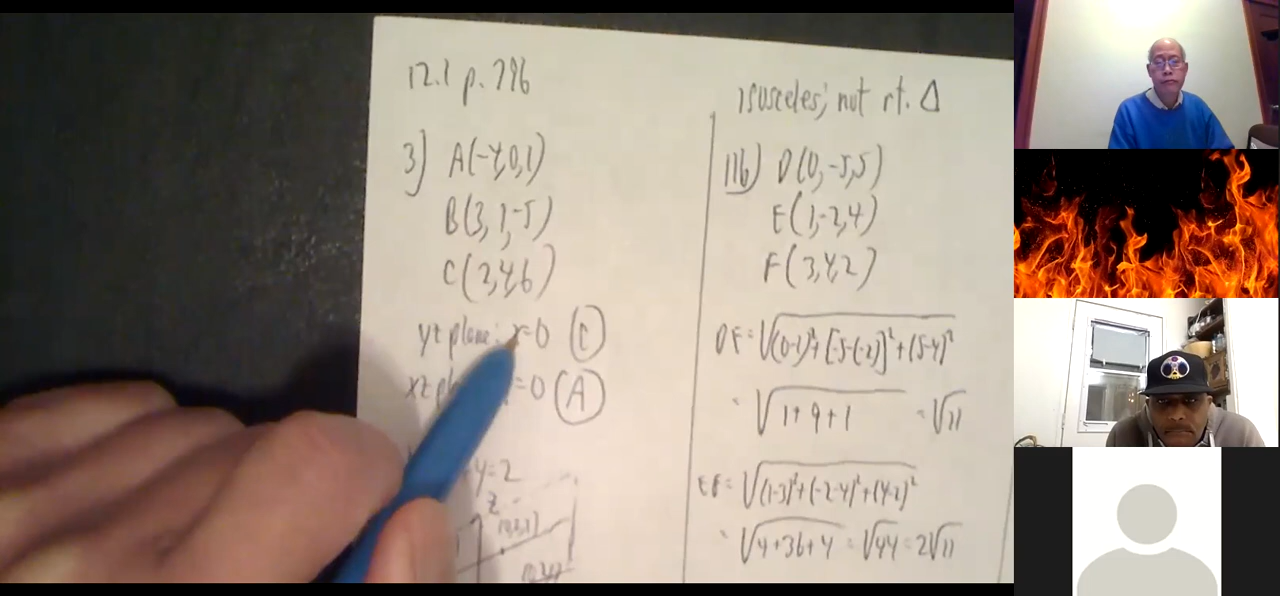 12.1 p.796
3) A(-4,0,1)
B(3,1,-5)
C(2,4,6)
yz plane: x=0 (C)
=0 (A)
y=2
z
isosceles; not rt. Δ
11b) D(0,-5,5)
E(1,-2,4)
F(3,4,2)
DE=√(0-1)²+[-5-(-2)]²+(5-4)²
=√1+9+1 =√11
EF=√(1-3)²+(-2-4)²+(4-2)²
=√4+36+4 =√44=2√11